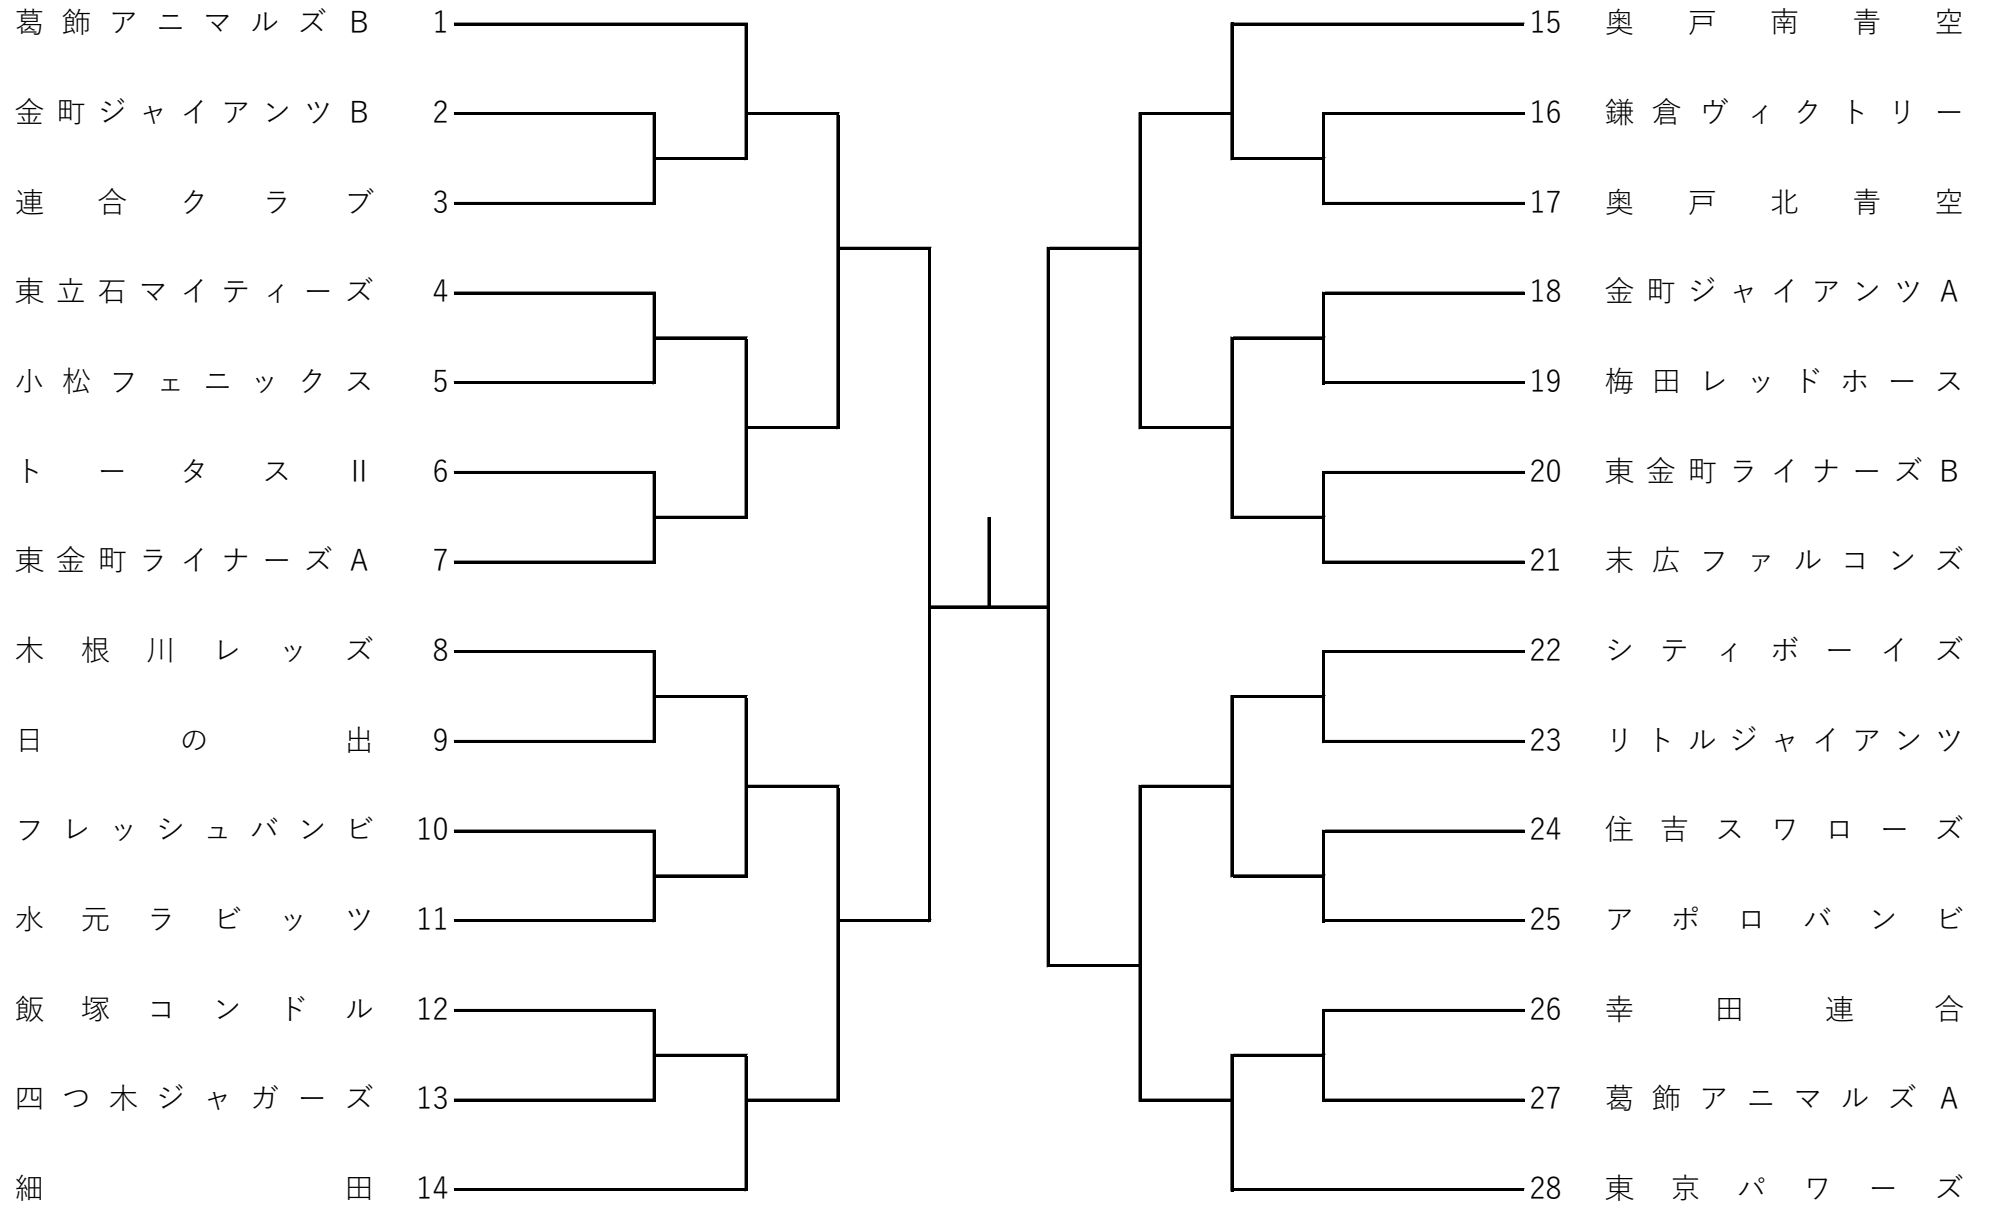 葛飾アニマルズB 1
金町ジャイアンツB 2
連合クラブ 3
東立石マイティーズ 4
小松フェニックス 5
トータスⅡ 6
東金町ライナーズA 7
木根川レッズ 8
日の出 9
フレッシュバンビ 10
水元ラビッツ 11
飯塚コンドル 12
四つ木ジャガーズ 13
細田 14
15 奥戸南青空
16 鎌倉ヴィクトリー
17 奥戸北青空
18 金町ジャイアンツA
19 梅田レッドホース
20 東金町ライナーズB
21 末広ファルコンズ
22 シティボーイズ
23 リトルジャイアンツ
24 住吉スワローズ
25 アポロバンビ
26 幸田連合
27 葛飾アニマルズA
28 東京パワーズ